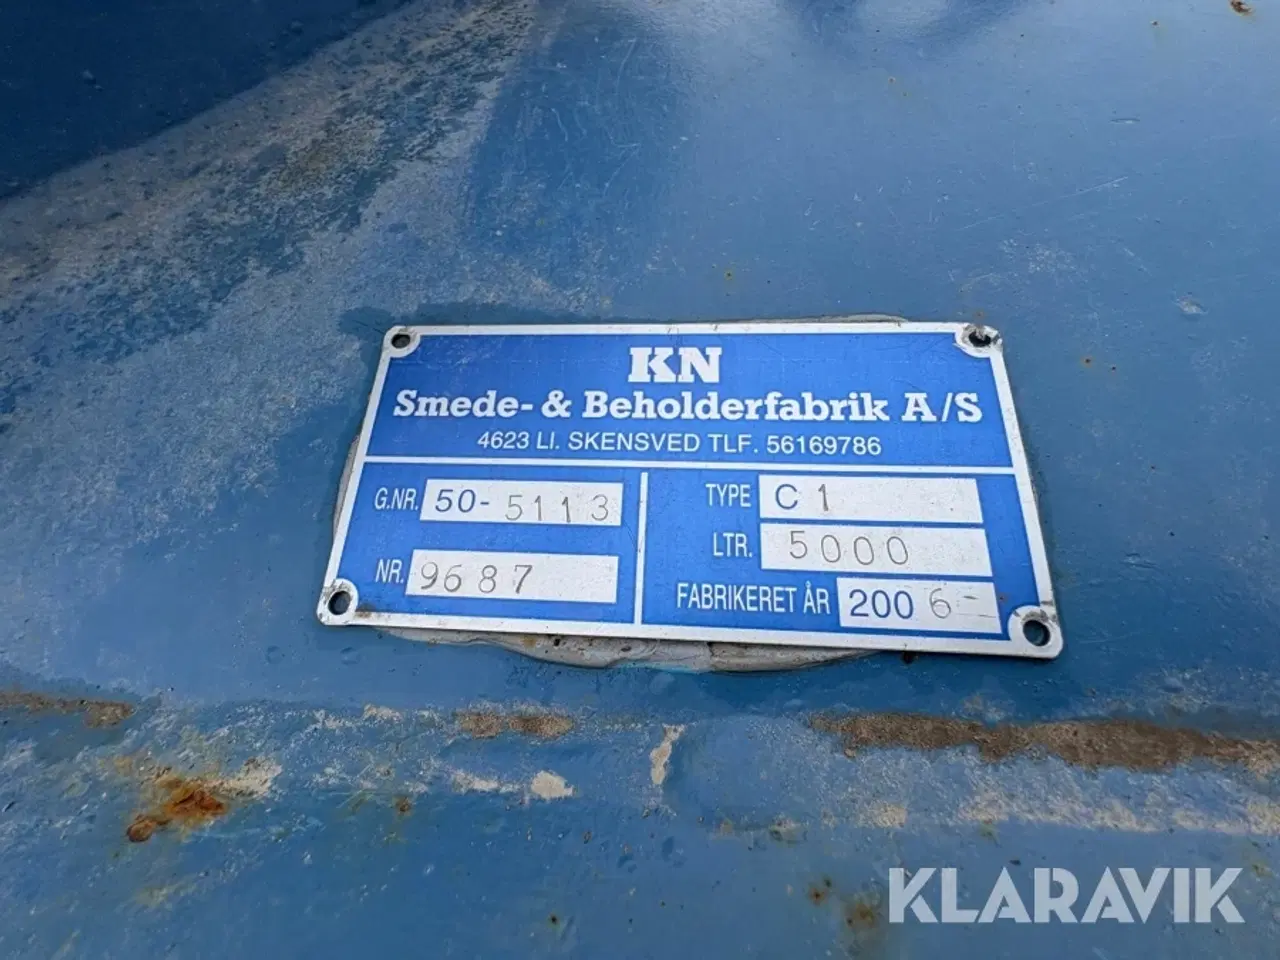 KN
Smede- & Beholderfabrik A/S
4623 Ll. SKENSVED TLF. 56169786
G.NR. 50-5113
NR. 9687
TYPE C 1
LTR. 5000
FABRIKERET ÅR 2006
KLARAVIK